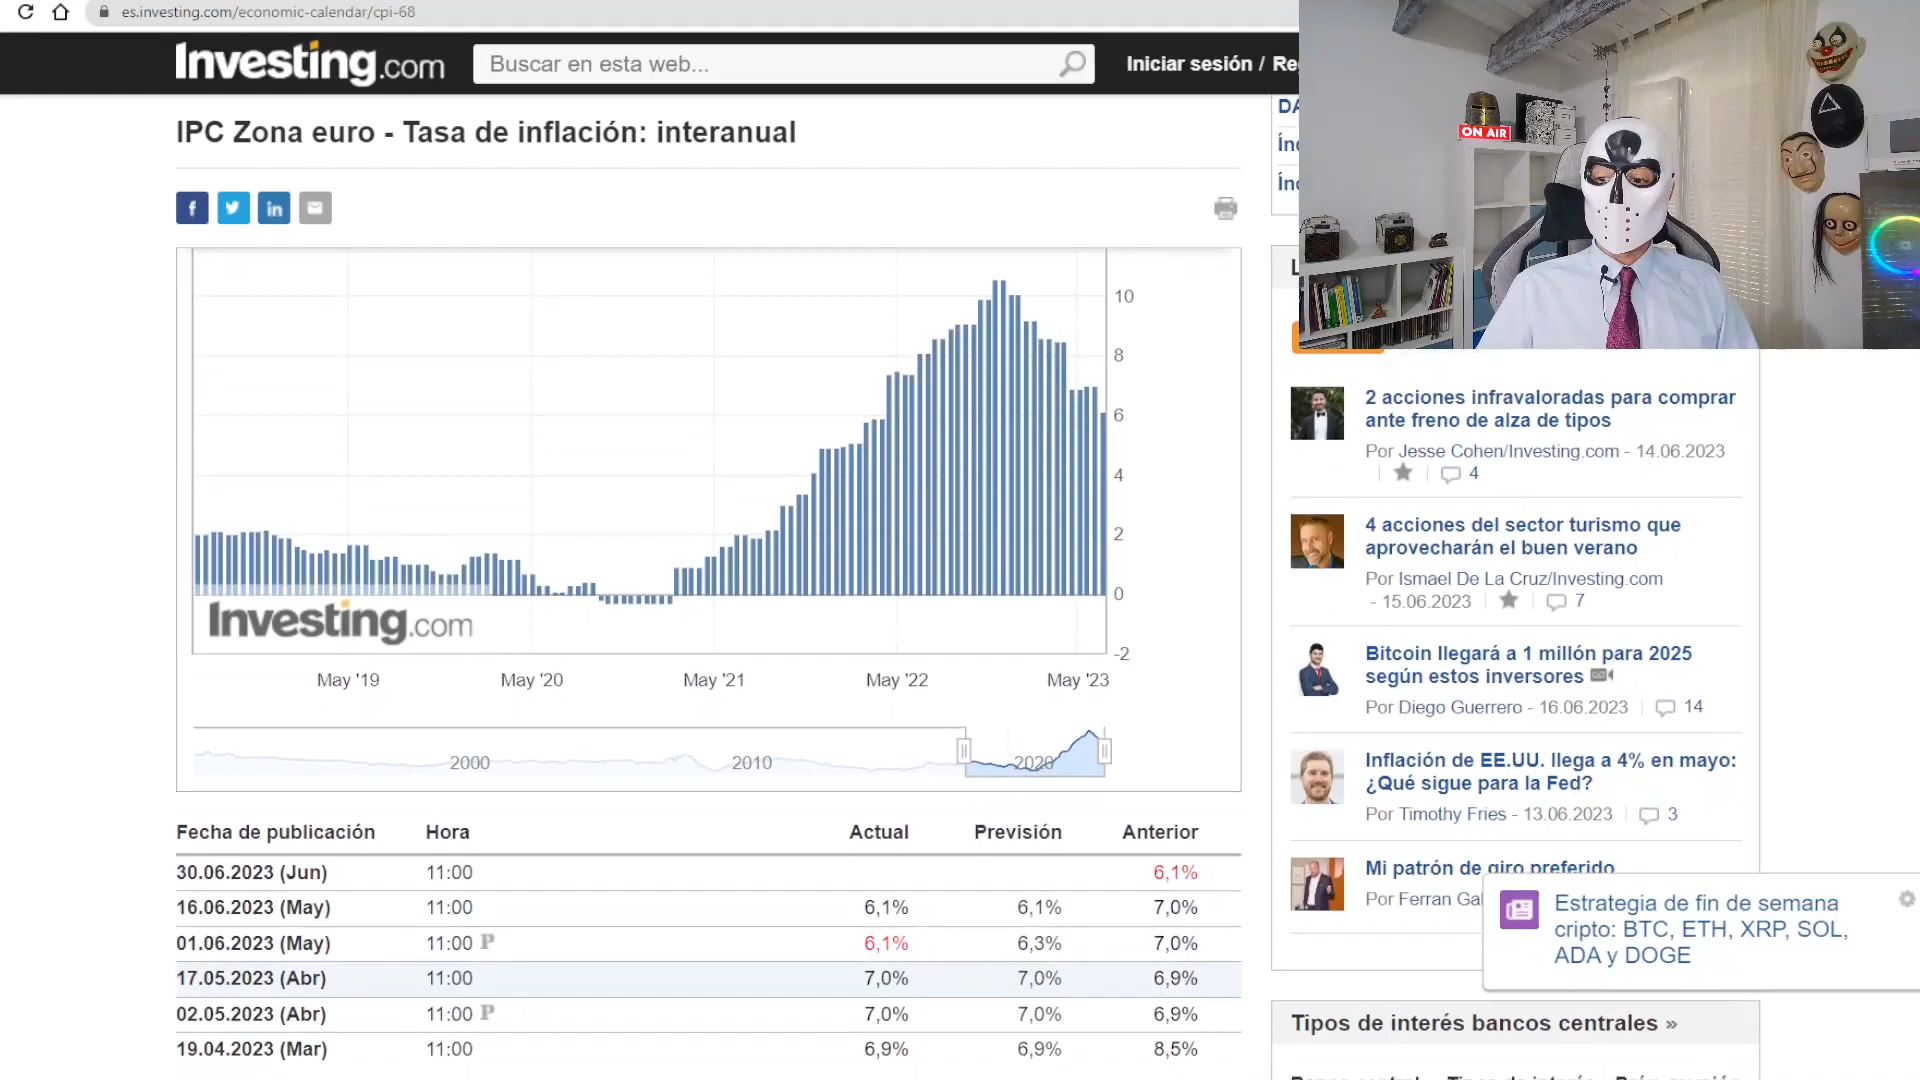 es.investing.com/economic-calendar/cpi-68
Investing.com
Buscar en esta web...
Iniciar sesión /
IPC Zona euro - Tasa de inflación: interanual
ON AIR
10
8
6
4
2
0
-2
Investing.com
May '19
May '20
May '21
May '22
May '23
2000
2010
2020
Fecha de publicación Hora Actual Previsión Anterior
30.06.2023 (Jun) 11:00 6,1%
16.06.2023 (May) 11:00 6,1% 6,1% 7,0%
01.06.2023 (May) 11:00 P 6,1% 6,3% 7,0%
17.05.2023 (Abr) 11:00 7,0% 7,0% 6,9%
02.05.2023 (Abr) 11:00 P 7,0% 7,0% 6,9%
19.04.2023 (Mar) 11:00 6,9% 6,9% 8,5%
2 acciones infravaloradas para comprar
ante freno de alza de tipos
Por Jesse Cohen/Investing.com - 14.06.2023
4
4 acciones del sector turismo que
aprovecharán el buen verano
Por Ismael De La Cruz/Investing.com
- 15.06.2023 7
Bitcoin llegará a 1 millón para 2025
según estos inversores
Por Diego Guerrero - 16.06.2023 14
Inflación de EE.UU. llega a 4% en mayo:
¿Qué sigue para la Fed?
Por Timothy Fries - 13.06.2023 3
Mi patrón de giro preferido
Por Ferran
Estrategia de fin de semana
cripto: BTC, ETH, XRP, SOL,
ADA y DOGE
Tipos de interés bancos centrales »